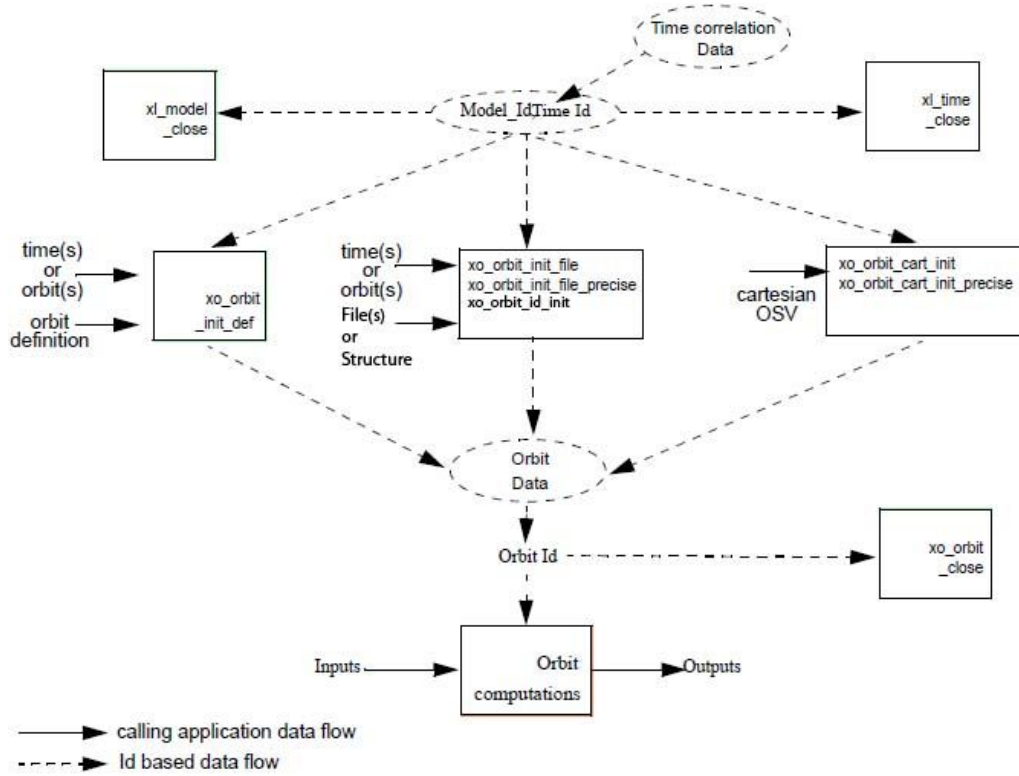 Time correlation
Data
xl_model
_close
Model_Id,Time Id
xl_time
_close
time(s)
or
orbit(s)
orbit
definition
xo_orbit
_init_def
time(s)
or
orbit(s)
File(s)
or
Structure
xo_orbit_init_file
xo_orbit_init_file_precise
xo_orbit_id_init
cartesian
OSV
xo_orbit_cart_init
xo_orbit_cart_init_precise
Orbit
Data
Orbit Id
xo_orbit
_close
Inputs
Orbit
computations
Outputs
calling application data flow
Id based data flow